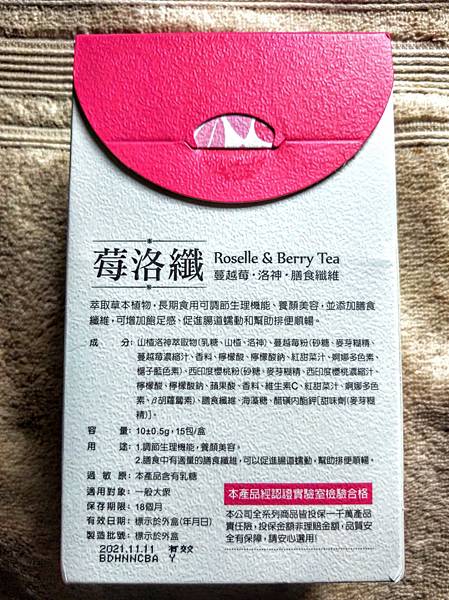 莓洛纖 Roselle & Berry Tea
蔓越莓・洛神・膳食纖維
萃取草本植物,長期食用可調節生理機能、養顏美容,並添加膳食
纖維,可增加飽足感、促進腸道蠕動和幫助排便順暢。
成分:山楂洛神萃取物(乳糖、山楂、洛神)、蔓越莓粉(砂糖、麥芽糊精、
蔓越莓濃縮汁、香料、檸檬酸、檸檬酸鈉、紅甜菜汁、婀娜多色素、
梔子藍色素)、西印度櫻桃粉(砂糖、麥芽糊精、西印度櫻桃濃縮汁、
檸檬酸、檸檬酸鈉、蘋果酸、香料、維生素C、紅甜菜汁、婀娜多色
素、β胡蘿蔔素)、膳食纖維、海藻糖、醋磺內酯鉀[甜味劑(麥芽糊
精)]。
容量:10±0.5g,15包/盒
用途:1.調節生理機能,養顏美容。
2.膳食中有適量的膳食纖維,可以促進腸道蠕動,幫助排便順暢。
過敏原:本產品含有乳糖
適用對象:一般大眾
保存期限:18個月
有效日期:標示於外盒(年月日)
製造批號:標示於外盒
2021.11.11 有效
BDHNNCBA Y
本產品經認證實驗室檢驗合格
本公司全系列商品皆投保一千萬產品
責任險,投保金額非理賠金額,品質安
全有保障,請安心選用!